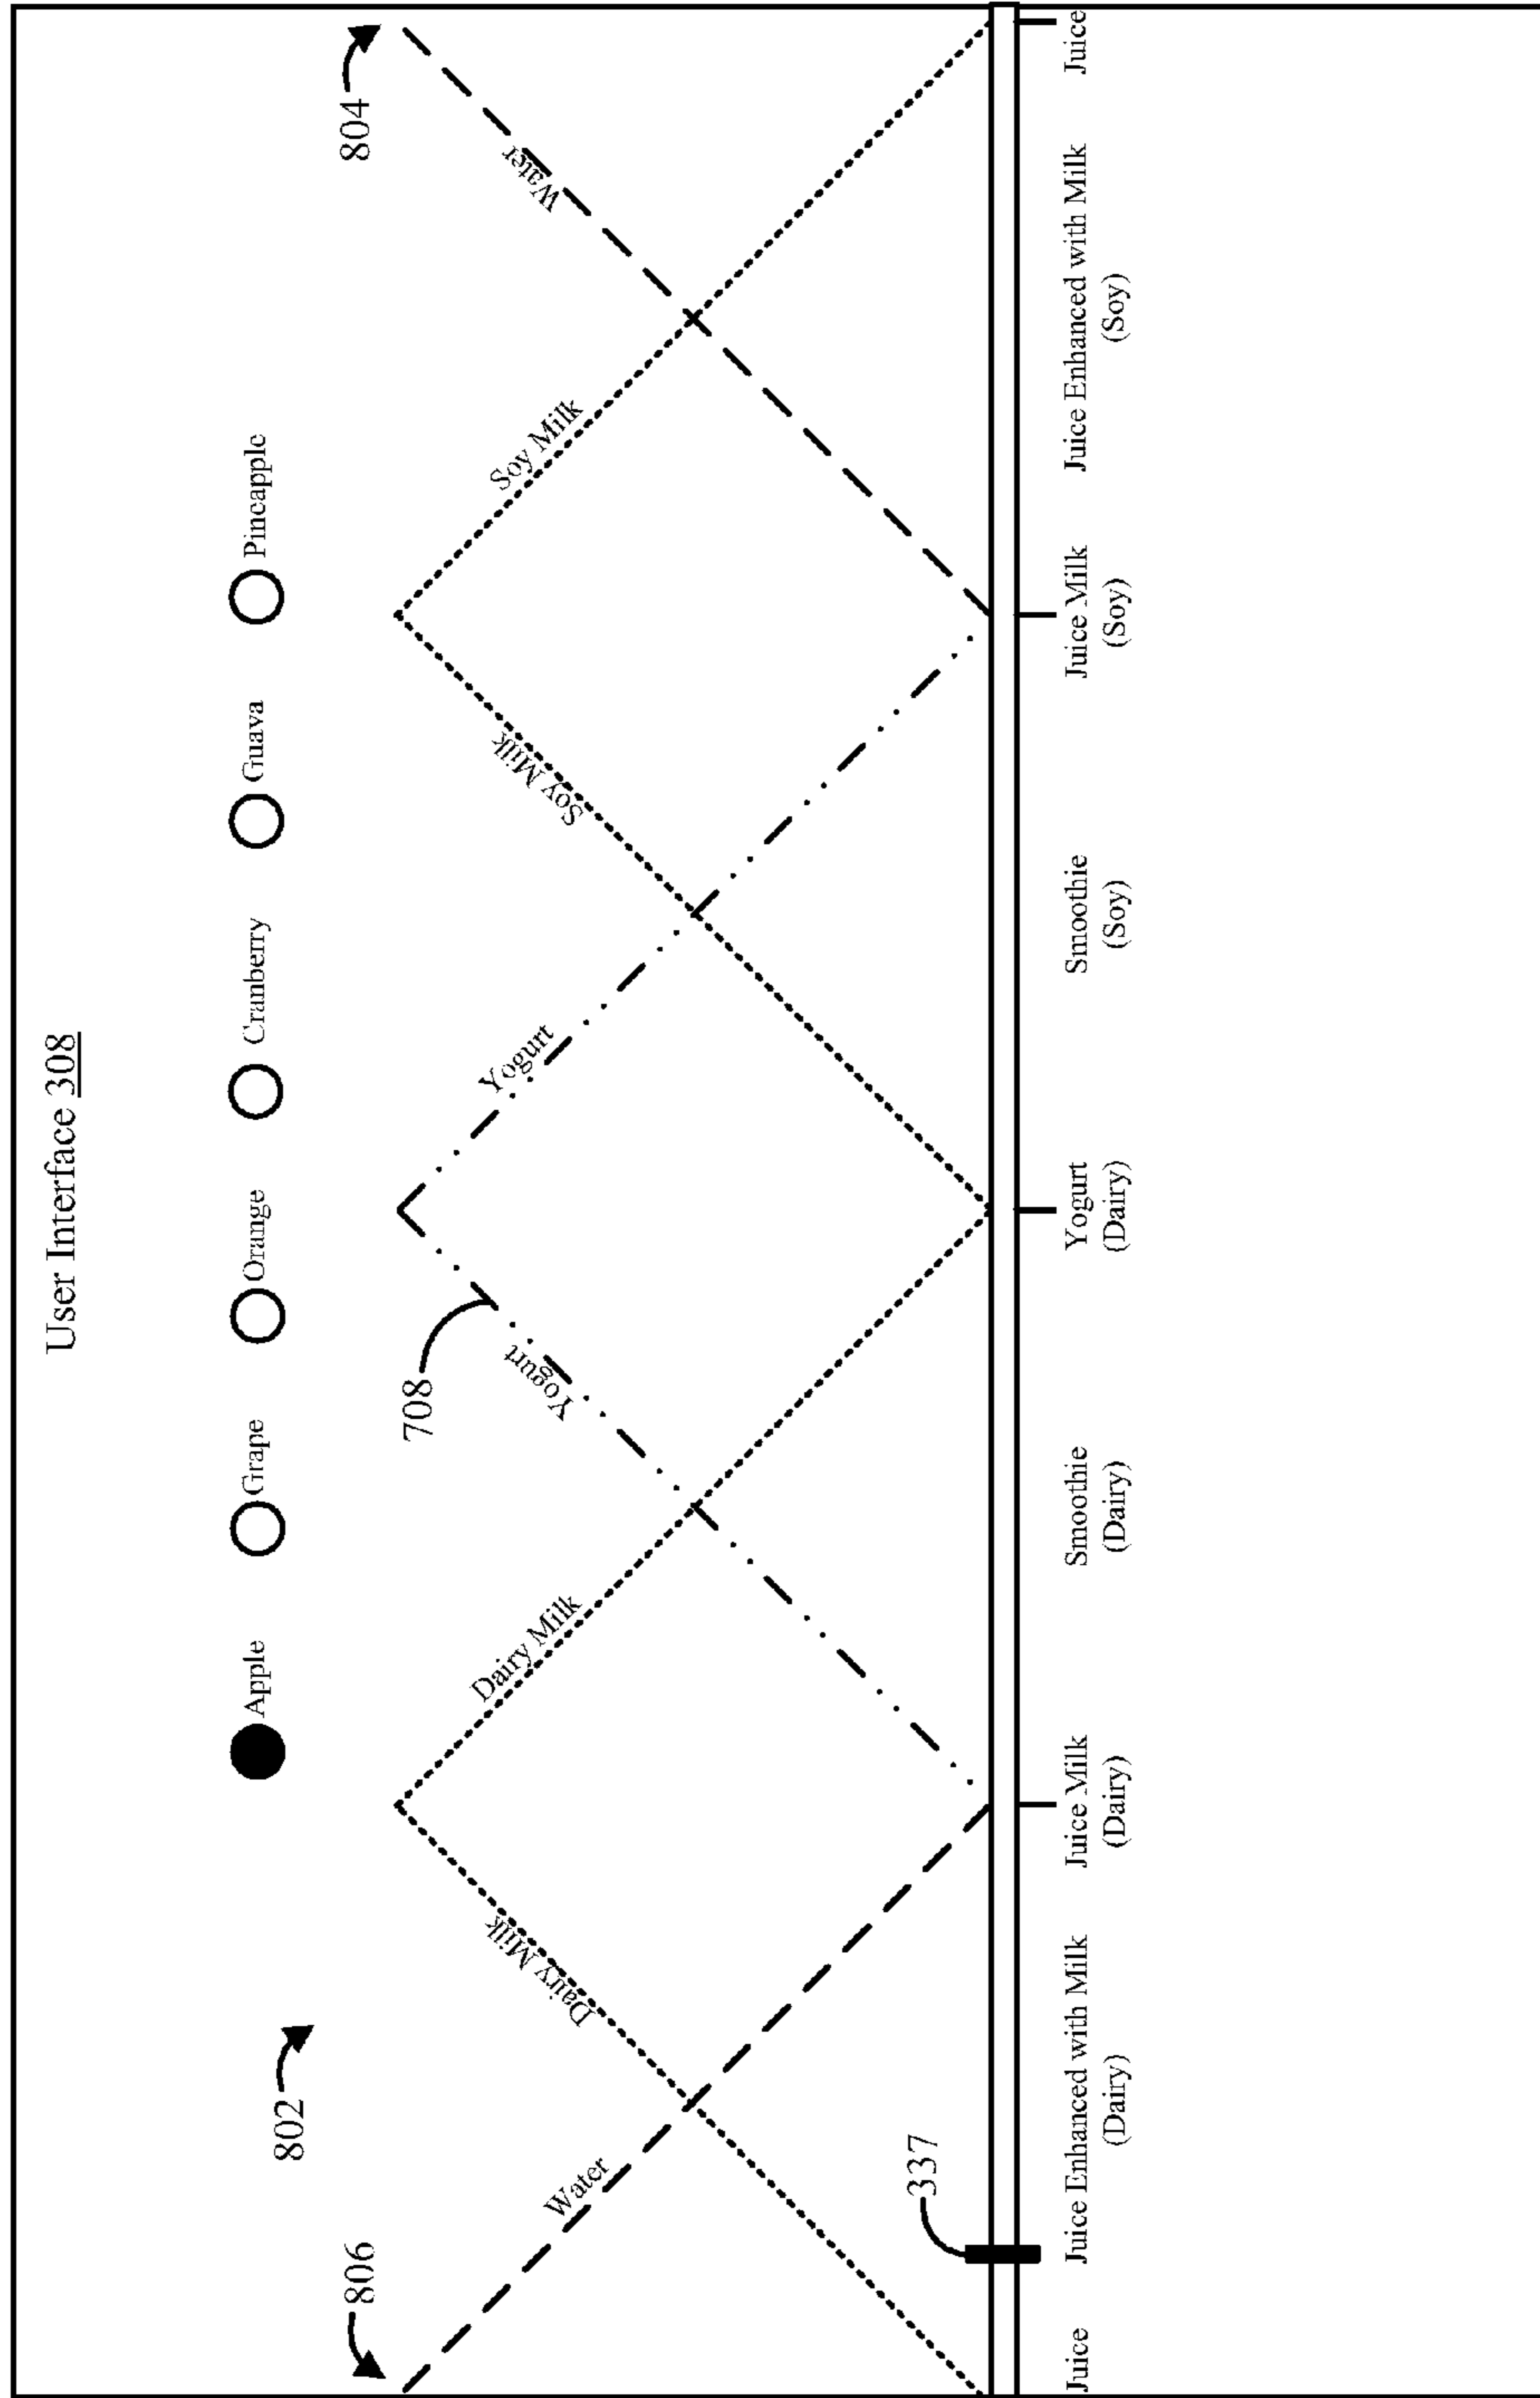 User Interface 308
Apple
Grape
Orange
Cranberry
Guava
Pineapple
802
806
804
708
Water
Dairy Milk
Dairy Milk
Yogurt
Yogurt
Soy Milk
Soy Milk
Water
337
Juice
Juice Enhanced with Milk
(Dairy)
Juice Milk
(Dairy)
Smoothie
(Dairy)
Yogurt
(Dairy)
Smoothie
(Soy)
Juice Milk
(Soy)
Juice Enhanced with Milk
(Soy)
Juice